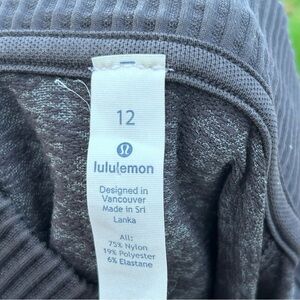 12
lululemon
Designed in
Vancouver
Made in Sri
Lanka
All:
75% Nylon
19% Polyester
6% Elastane